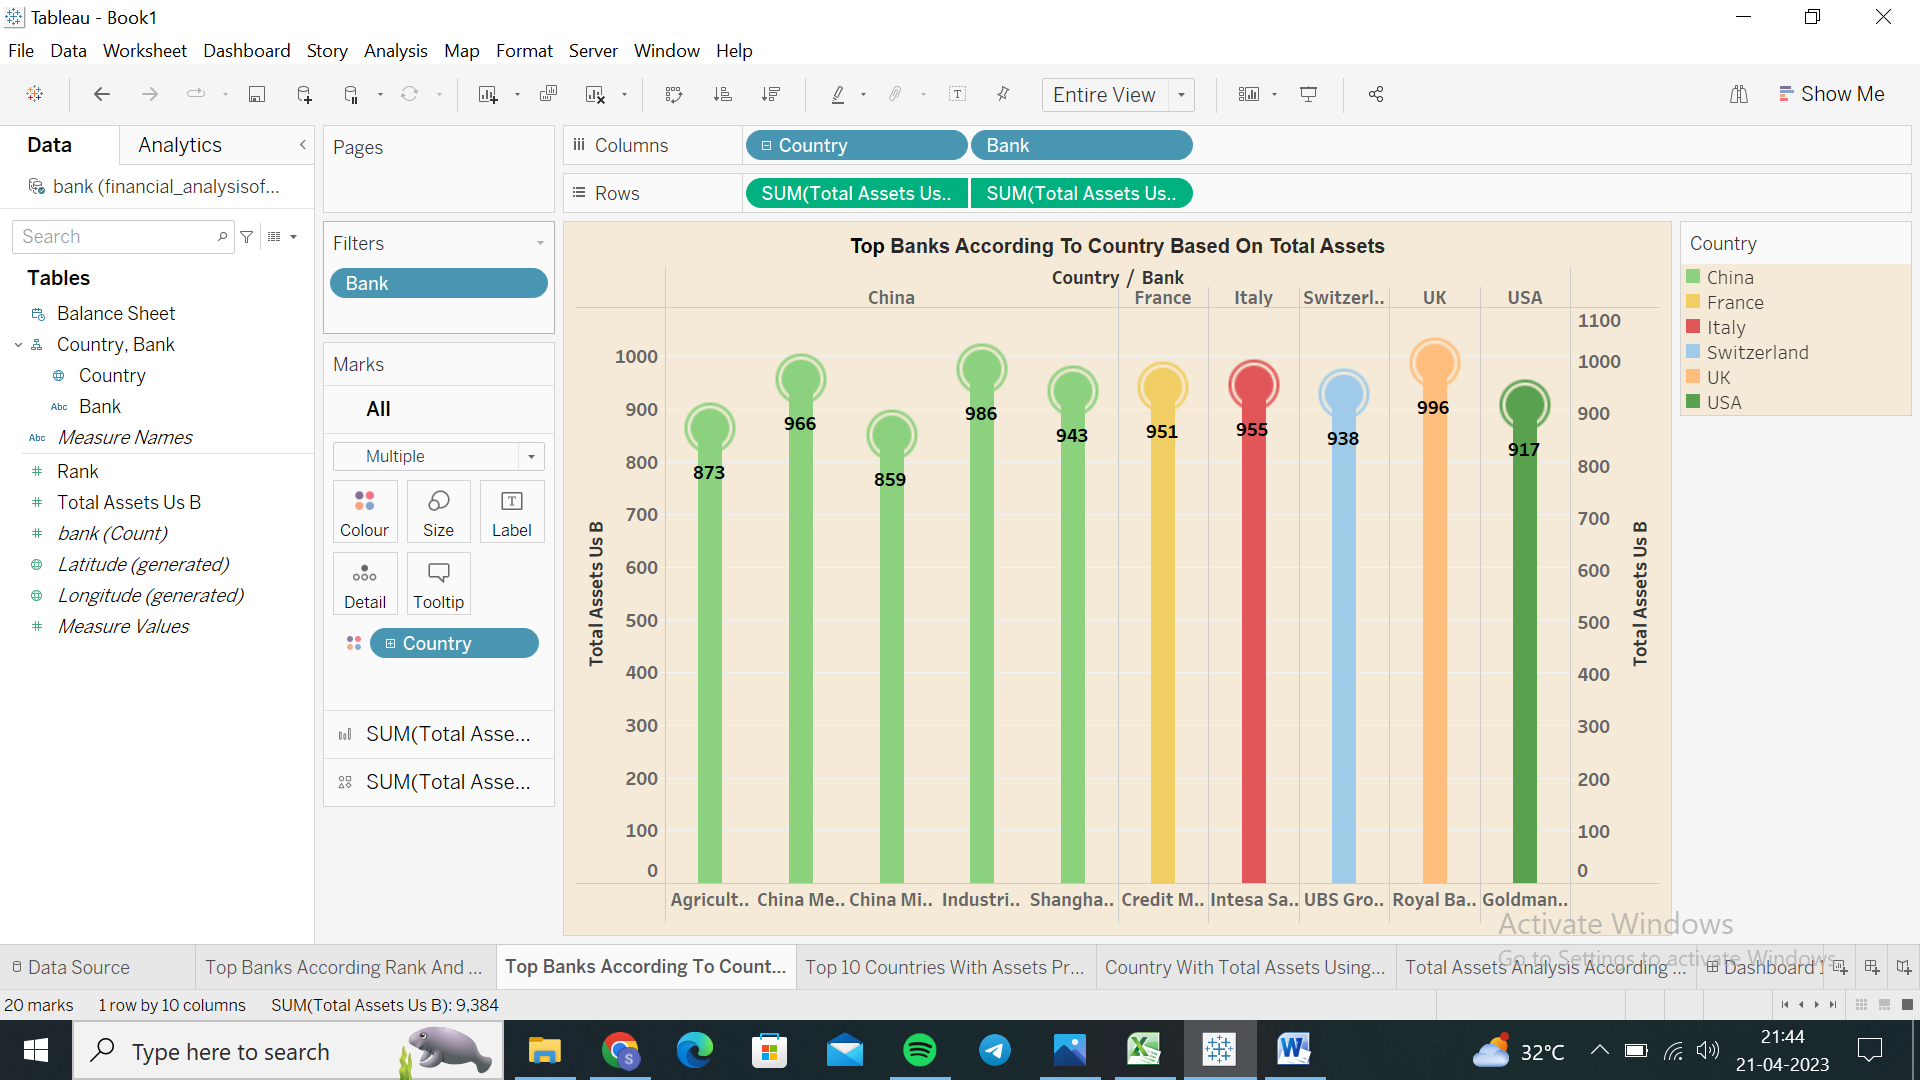 Tableau - Book1
File Data Worksheet Dashboard Story Analysis Map Format Server Window Help
Entire View
Show Me
Data Analytics
bank (financial_analysisof...
Search
Tables
Balance Sheet
Country, Bank
Country
Abc Bank
Abc Measure Names
# Rank
# Total Assets Us B
# bank (Count)
Latitude (generated)
Longitude (generated)
# Measure Values
Pages
Filters
Bank
Marks
All
Multiple
Colour Size Label
Detail Tooltip
Country
SUM(Total Asse...
SUM(Total Asse...
Columns Country Bank
Rows SUM(Total Assets Us.. SUM(Total Assets Us..
Top Banks According To Country Based On Total Assets
Country / Bank
China France Italy Switzerl.. UK USA
Total Assets Us B
1000
900
800
700
600
500
400
300
200
100
0
873 966 859 986 943 951 955 938 996 917
1100
1000
900
800
700
600
500
400
300
200
100
0
Total Assets Us B
Agricult.. China Me.. China Mi.. Industri.. Shangha.. Credit M.. Intesa Sa.. UBS Gro.. Royal Ba.. Goldman..
Country
China
France
Italy
Switzerland
UK
USA
Activate Windows
Go to Settings to activate Windows.
Data Source Top Banks According Rank And ... Top Banks According To Count... Top 10 Countries With Assets Pr... Country With Total Assets Using... Total Assets Analysis According ... Dashboard 1
20 marks 1 row by 10 columns SUM(Total Assets Us B): 9,384
Type here to search
S
32°C
21:44
21-04-2023